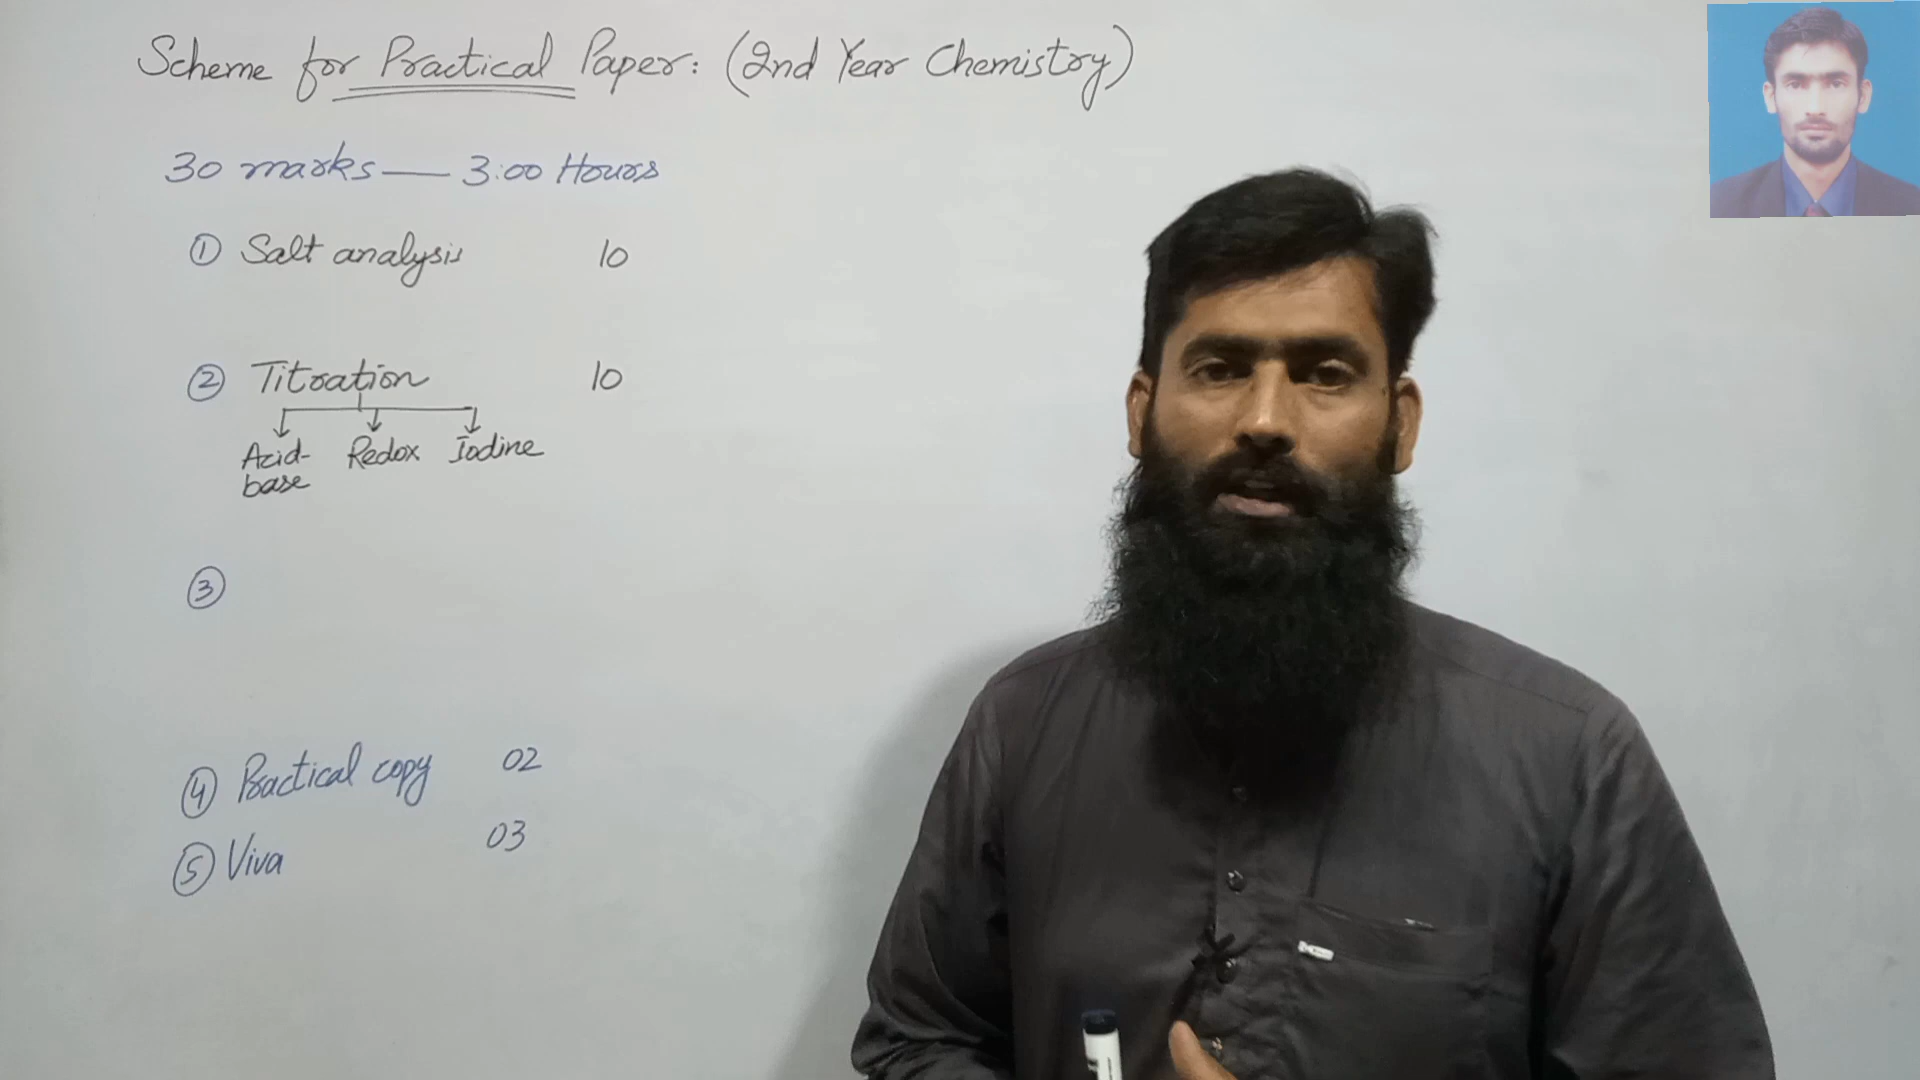 Scheme for Practical Paper: (2nd Year Chemistry)
30 marks — 3:00 Hours
① Salt analysis 10
② Titration 10
Acid-base Redox Iodine
③
④ Practical copy 02
⑤ Viva 03